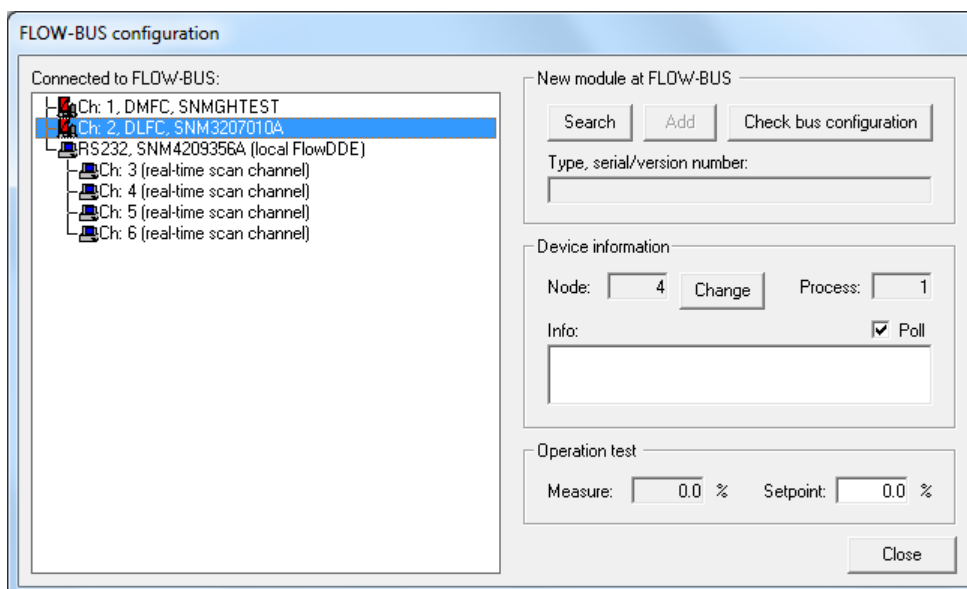 FLOW-BUS configuration
Connected to FLOW-BUS:
Ch: 1, DMFC, SNMGHTEST
Ch: 2, DLFC, SNM3207010A
RS232, SNM4209356A (local FlowDDE)
Ch: 3 (real-time scan channel)
Ch: 4 (real-time scan channel)
Ch: 5 (real-time scan channel)
Ch: 6 (real-time scan channel)
New module at FLOW-BUS
Search Add Check bus configuration
Type, serial/version number:
Device information
Node: 4 Change Process: 1
Info: Poll
Operation test
Measure: 0.0 % Setpoint: 0.0 %
Close